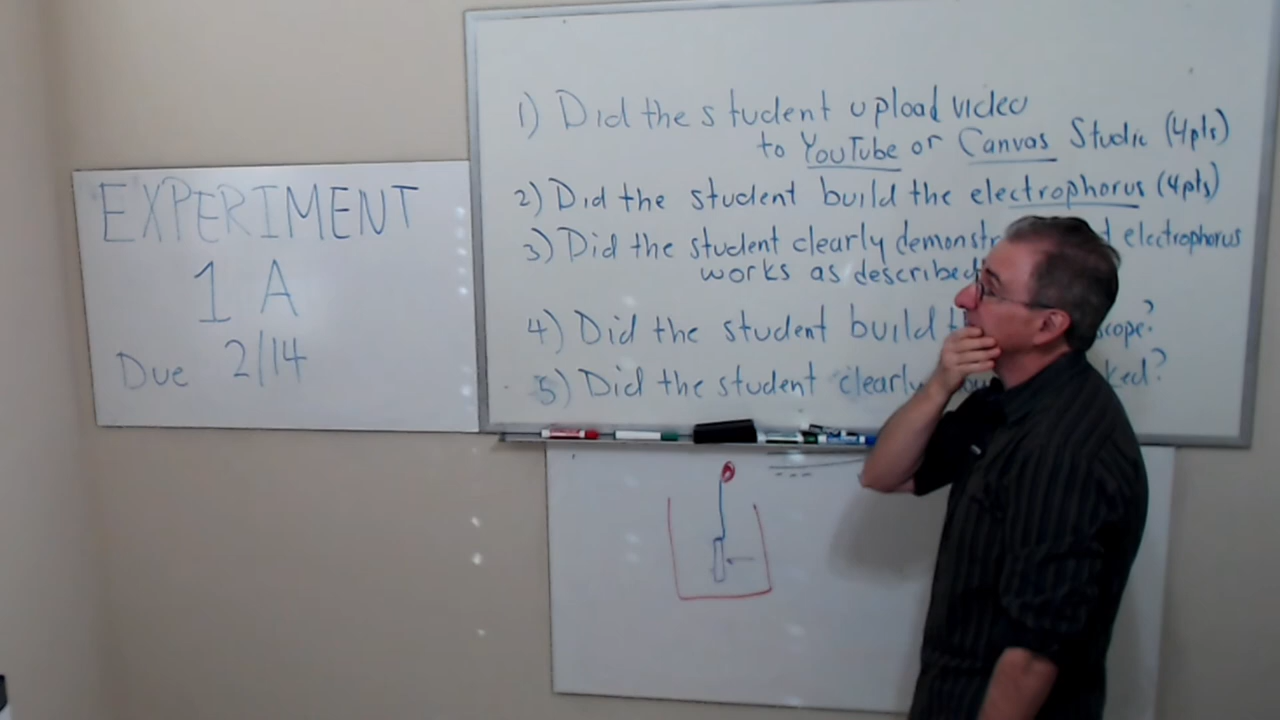 EXPERIMENT
1 A
Due 2/14
1) Did the student upload video
to YouTube or Canvas Studio (4pts)
2) Did the student build the electrophorus (4pts)
3) Did the student clearly electrophorus
works as described
4) Did the student build
5) Did the student clearly